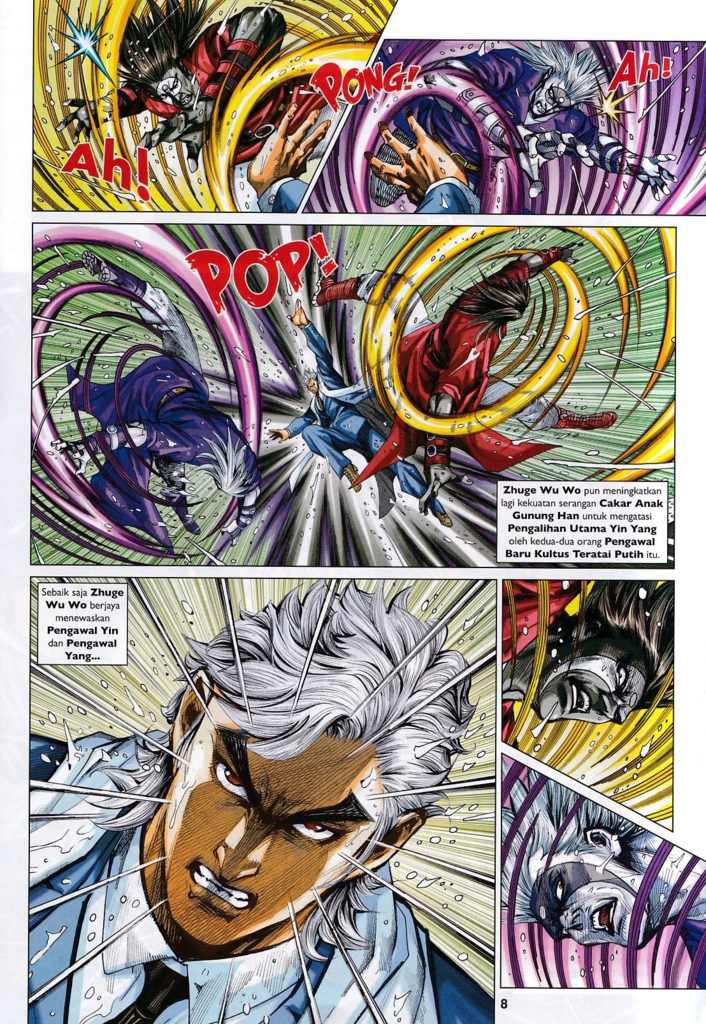 Ah!
PONG!
Ah!
POP!
Zhuge Wu Wo pun meningkatkan
lagi kekuatan serangan Cakar Anak
Gunung Han untuk mengatasi
Pengalihan Utama Yin Yang
oleh kedua-dua orang Pengawal
Baru Kultus Teratai Putih itu.
Sebaik saja Zhuge
Wu Wo berjaya
menewaskan
Pengawal Yin
dan Pengawal
Yang...
8